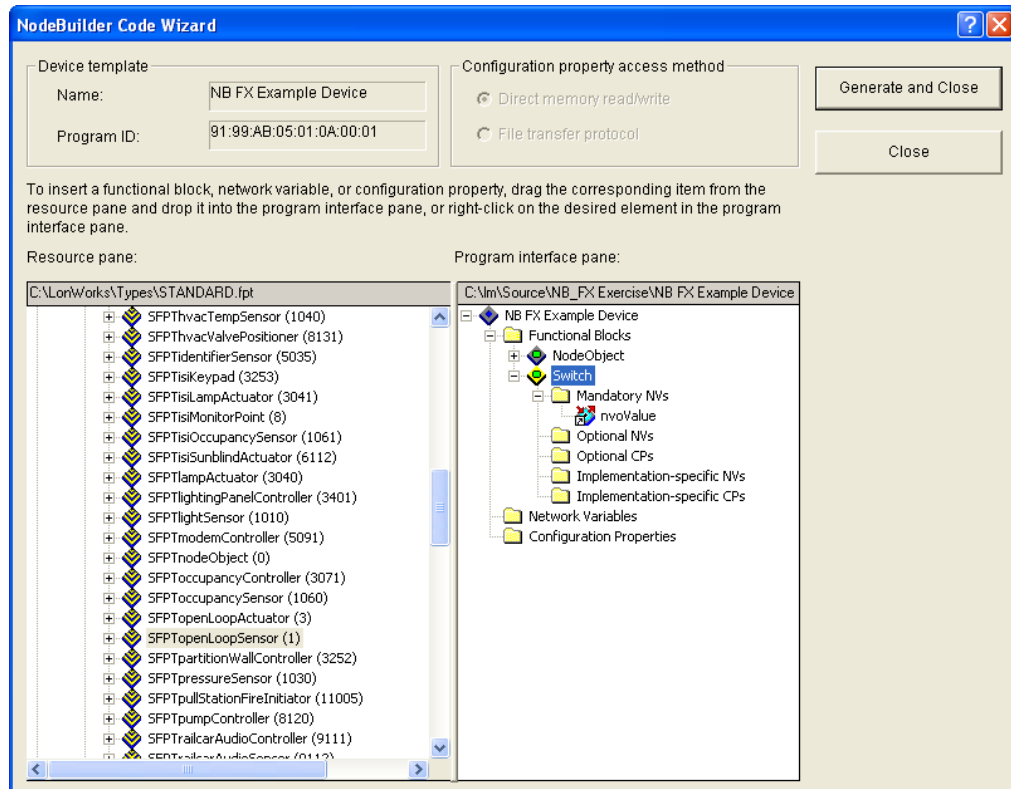 NodeBuilder Code Wizard
Device template
Name:
NB FX Example Device
Program ID:
91:99:AB:05:01:0A:00:01
Configuration property access method
Direct memory read/write
File transfer protocol
Generate and Close
Close
To insert a functional block, network variable, or configuration property, drag the corresponding item from the
resource pane and drop it into the program interface pane, or right-click on the desired element in the program
interface pane.
Resource pane:
C:\LonWorks\Types\STANDARD.fpt
SFPThvacTempSensor (1040)
SFPThvacValvePositioner (8131)
SFPTidentifierSensor (5035)
SFPTisiKeypad (3253)
SFPTisiLampActuator (3041)
SFPTisiMonitorPoint (8)
SFPTisiOccupancySensor (1061)
SFPTisiSunblindActuator (6112)
SFPTlampActuator (3040)
SFPTlightingPanelController (3401)
SFPTlightSensor (1010)
SFPTmodemController (5091)
SFPTnodeObject (0)
SFPToccupancyController (3071)
SFPToccupancySensor (1060)
SFPTopenLoopActuator (3)
SFPTopenLoopSensor (1)
SFPTpartitionWallController (3252)
SFPTpressureSensor (1030)
SFPTpullStationFireInitiator (11005)
SFPTpumpController (8120)
SFPTrailcarAudioController (9111)
SFPTrailcarAudioSensor (9112)
Program interface pane:
C:\lm\Source\NB_FX Exercise\NB FX Example Device
NB FX Example Device
Functional Blocks
NodeObject
Switch
Mandatory NVs
nvoValue
Optional NVs
Optional CPs
Implementation-specific NVs
Implementation-specific CPs
Network Variables
Configuration Properties